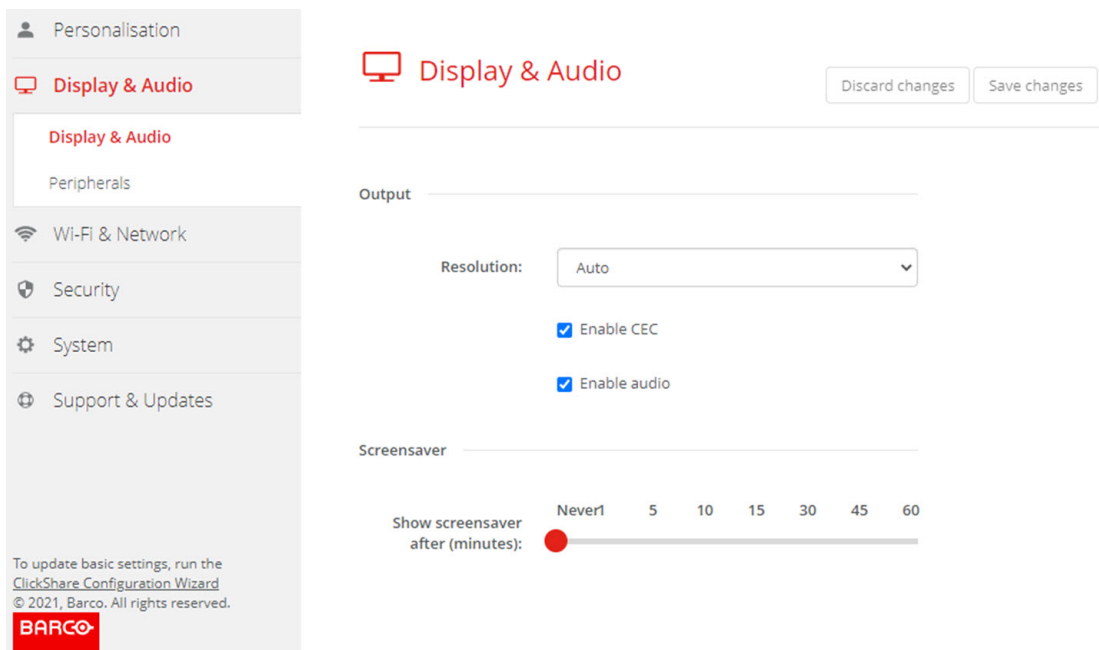 Personalisation
Display & Audio
Display & Audio
Peripherals
Wi-Fi & Network
Security
System
Support & Updates
To update basic settings, run the
ClickShare Configuration Wizard
© 2021, Barco. All rights reserved.
BARCO
Display & Audio
Discard changes Save changes
Output
Resolution: Auto
Enable CEC
Enable audio
Screensaver
Never 1 5 10 15 30 45 60
Show screensaver
after (minutes):